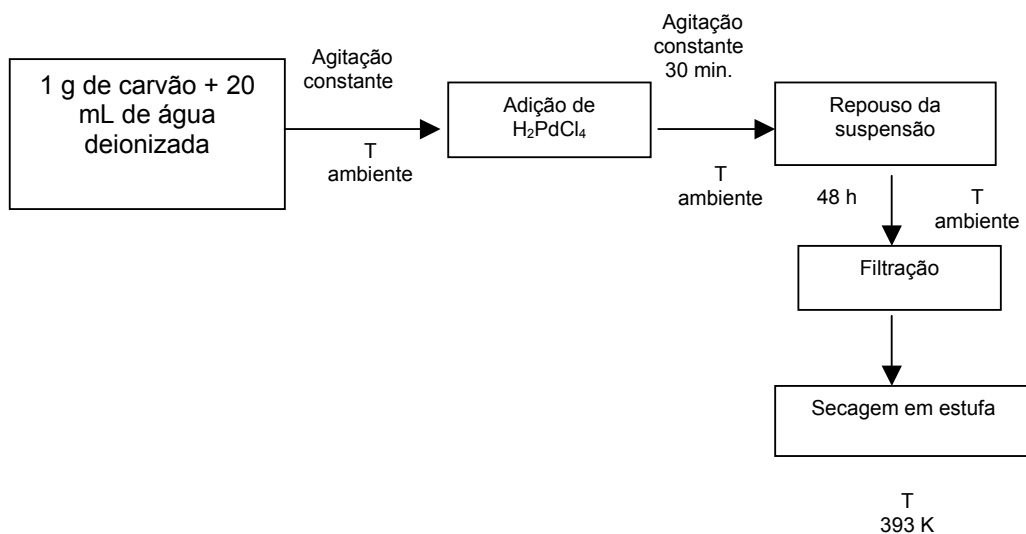 1 g de carvão + 20
mL de água
deionizada
Agitação
constante
T
ambiente
Adição de
H₂PdCl₄
Agitação
constante
30 min.
T
ambiente
Repouso da
suspensão
48 h
T
ambiente
Filtração
Secagem em estufa
T
393 K